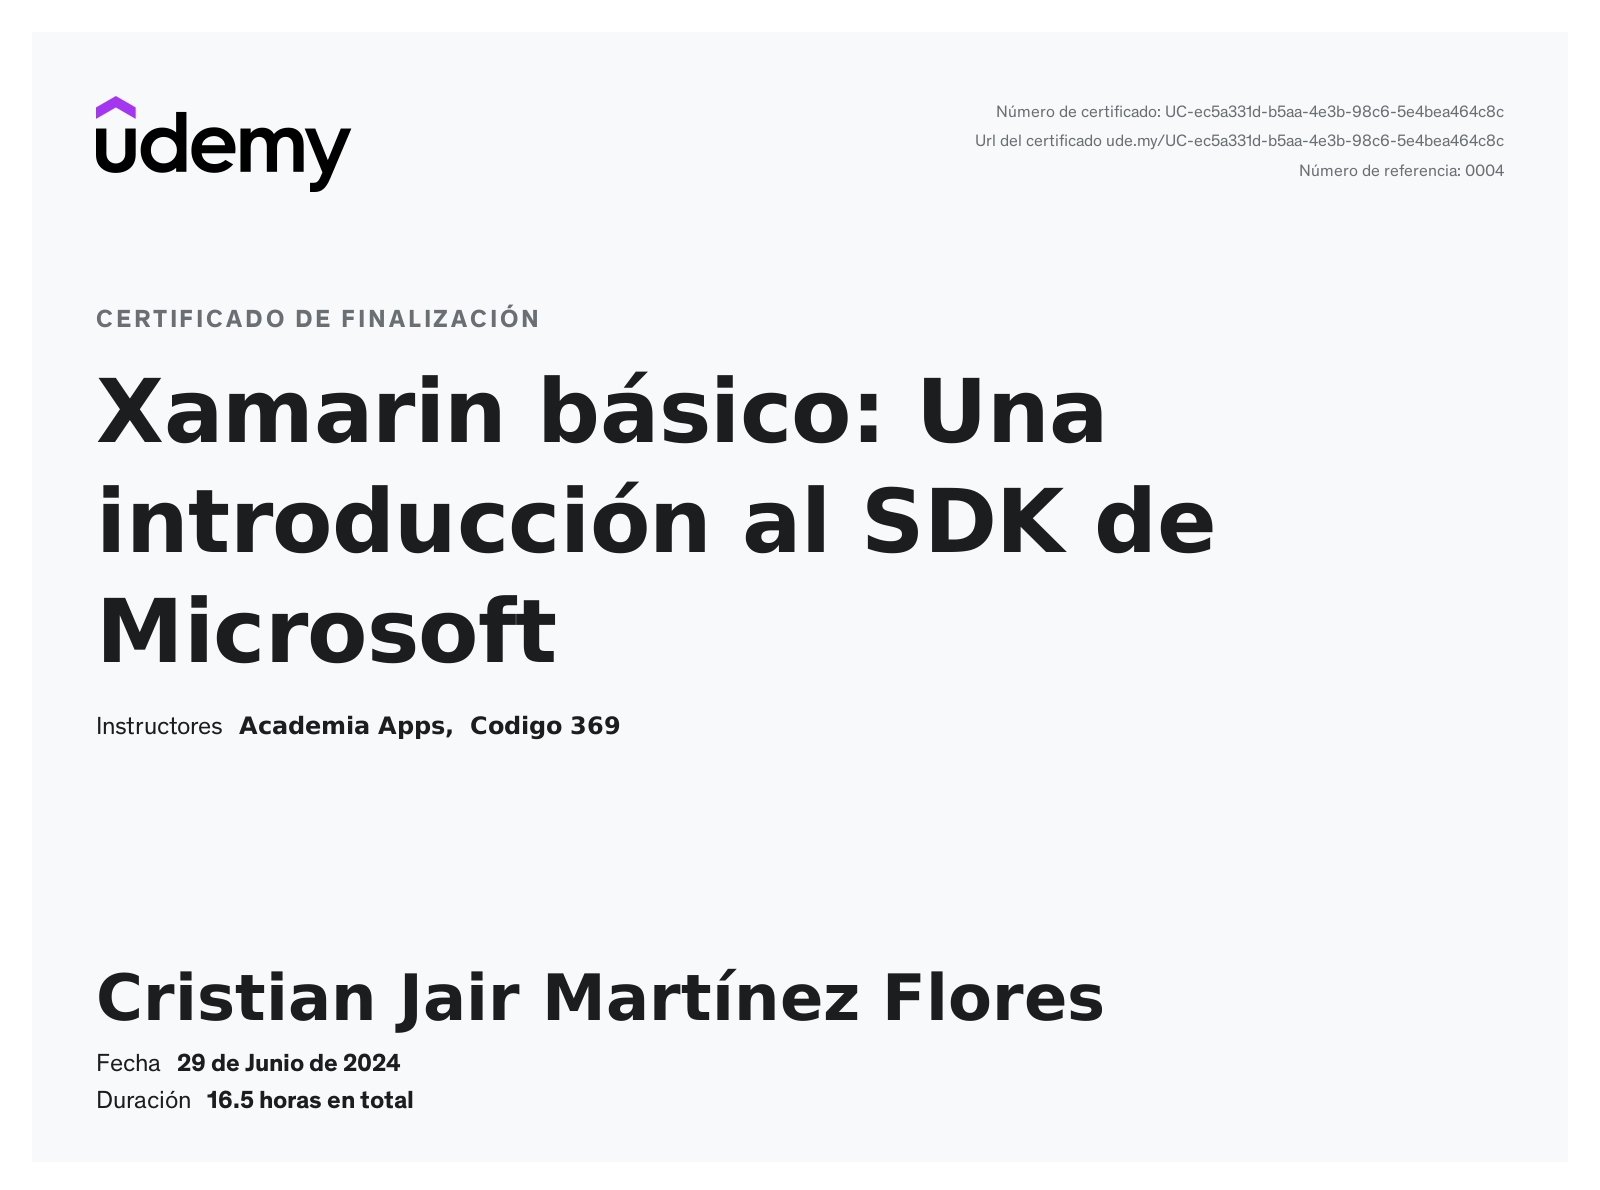 udemy
Número de certificado: UC-ec5a331d-b5aa-4e3b-98c6-5e4bea464c8c
Url del certificado ude.my/UC-ec5a331d-b5aa-4e3b-98c6-5e4bea464c8c
Número de referencia: 0004
CERTIFICADO DE FINALIZACIÓN
Xamarin básico: Una
introducción al SDK de
Microsoft
Instructores Academia Apps, Codigo 369
Cristian Jair Martínez Flores
Fecha 29 de Junio de 2024
Duración 16.5 horas en total